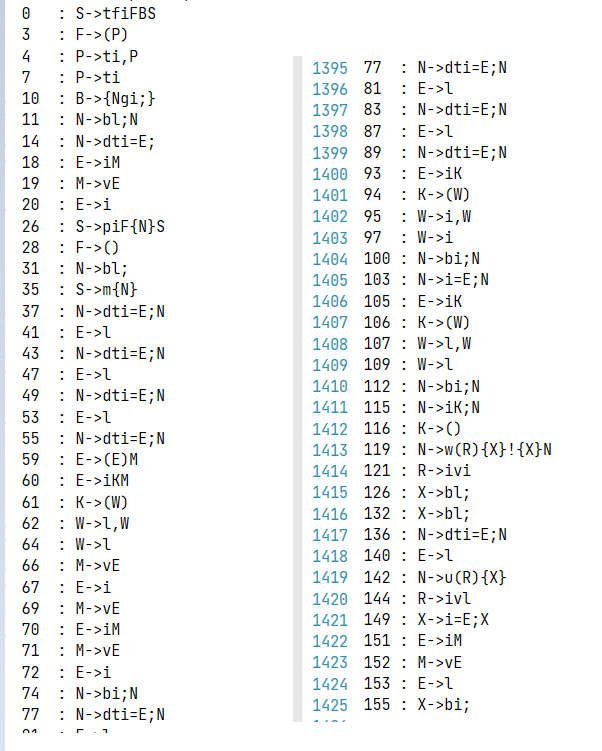 0   : S->tfiFBS
3   : F->(P)
4   : P->ti,P
7   : P->ti
10  : B->{Ngi;}
11  : N->bl;N
14  : N->dti=E;
18  : E->iM
19  : M->vE
20  : E->i
26  : S->piF{N}S
28  : F->()
31  : N->bl;
35  : S->m{N}
37  : N->dti=E;N
41  : E->l
43  : N->dti=E;N
47  : E->l
49  : N->dti=E;N
53  : E->l
55  : N->dti=E;N
59  : E->(E)M
60  : E->iKM
61  : K->(W)
62  : W->l,W
64  : W->l
66  : M->vE
67  : E->i
69  : M->vE
70  : E->iM
71  : M->vE
72  : E->i
74  : N->bi;N
77  : N->dti=E;N
81  : E->l
1395 77  : N->dti=E;N
1396 81  : E->l
1397 83  : N->dti=E;N
1398 87  : E->l
1399 89  : N->dti=E;N
1400 93  : E->iK
1401 94  : K->(W)
1402 95  : W->i,W
1403 97  : W->i
1404 100 : N->bi;N
1405 103 : N->i=E;N
1406 105 : E->iK
1407 106 : K->(W)
1408 107 : W->l,W
1409 109 : W->l
1410 112 : N->bi;N
1411 115 : N->iK;N
1412 116 : K->()
1413 119 : N->w(R){X}!{X}N
1414 121 : R->ivi
1415 126 : X->bl;
1416 132 : X->bl;
1417 136 : N->dti=E;N
1418 140 : E->l
1419 142 : N->u(R){X}
1420 144 : R->ivl
1421 149 : X->i=E;X
1422 151 : E->iM
1423 152 : M->vE
1424 153 : E->l
1425 155 : X->bi;